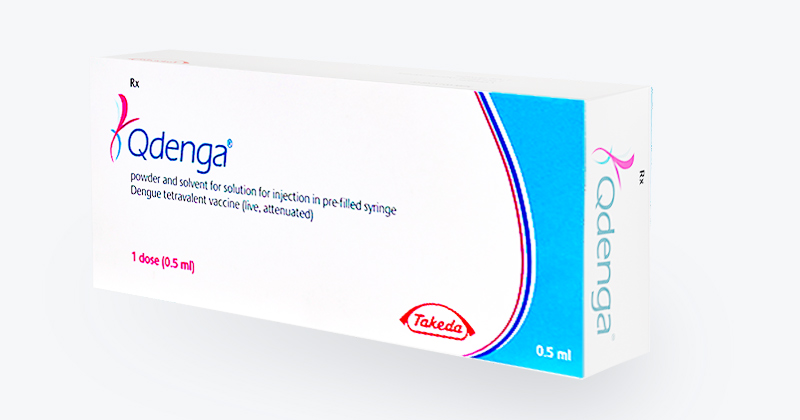 Rx
Qdenga®
powder and solvent for solution for injection in pre-filled syringe
Dengue tetravalent vaccine (live, attenuated)
1 dose (0.5 ml)
Takeda
0.5 ml
Rx
Qdenga®